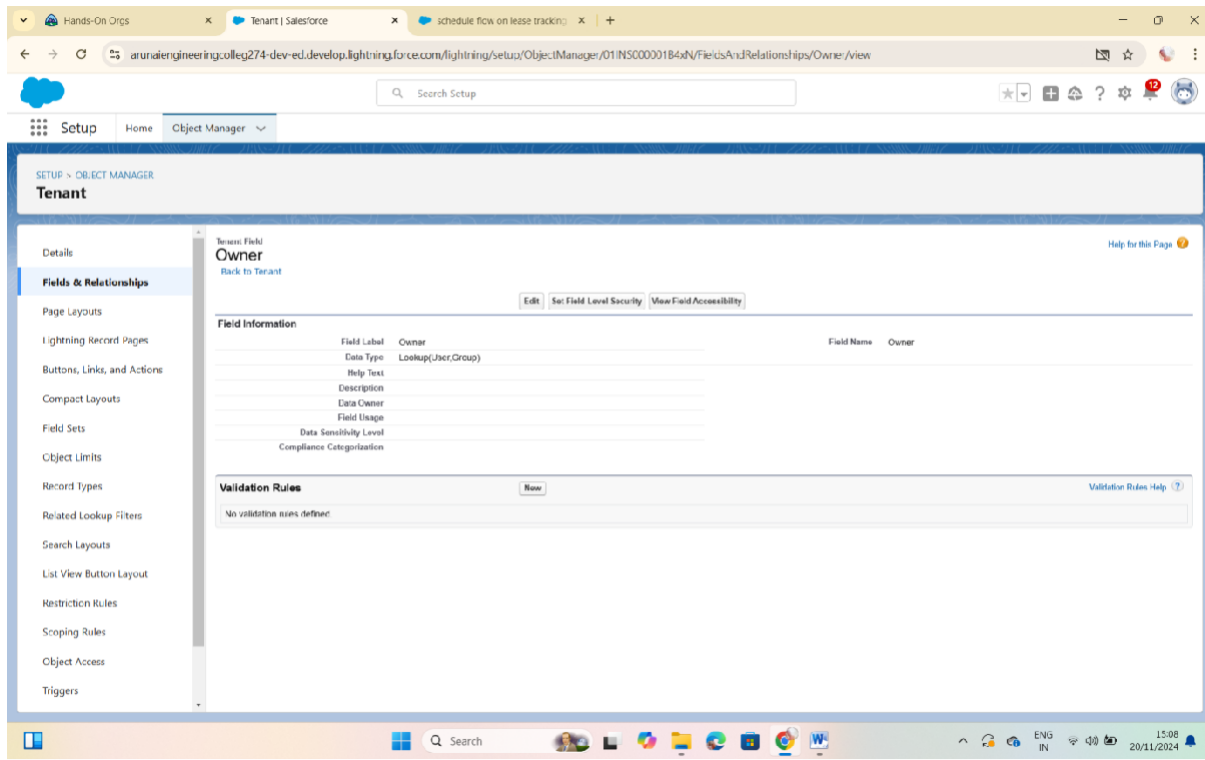 Hands-On Orgs
Tenant | Salesforce
schedule flow on lease tracking
arunaiengineeringcolleg274-dev-ed.develop.lightning.force.com/lightning/setup/ObjectManager/01INS000001B4xN/FieldsAndRelationships/Owner/view
Search Setup
12
Setup
Home
Object Manager
SETUP > OBJECT MANAGER
Tenant
Details
Fields & Relationships
Page Layouts
Lightning Record Pages
Buttons, Links, and Actions
Compact Layouts
Field Sets
Object Limits
Record Types
Related Lookup Filters
Search Layouts
List View Button Layout
Restriction Rules
Scoping Rules
Object Access
Triggers
Tenant Field
Owner
Back to Tenant
Help for this Page
Edit Set Field Level Security View Field Accessibility
Field Information
Field Label Owner Field Name Owner
Data Type Lookup(User,Group)
Help Text
Description
Data Owner
Field Usage
Data Sensitivity Level
Compliance Categorization
Validation Rules New Validation Rules Help
No validation rules defined.
Search
ENG
IN
15:08
20/11/2024